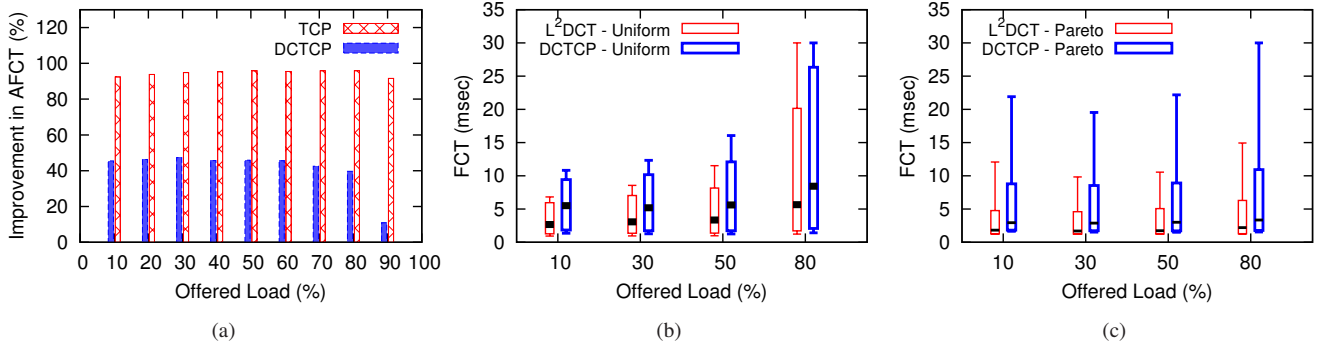 Improvement in AFCT (%)
120
100
80
60
40
20
0
TCP
DCTCP
0 10 20 30 40 50 60 70 80 90 100
Offered Load (%)
(a)
FCT (msec)
35
30
25
20
15
10
5
0
L²DCT - Uniform
DCTCP - Uniform
10 30 50 80
Offered Load (%)
(b)
FCT (msec)
35
30
25
20
15
10
5
0
L²DCT - Pareto
DCTCP - Pareto
10 30 50 80
Offered Load (%)
(c)